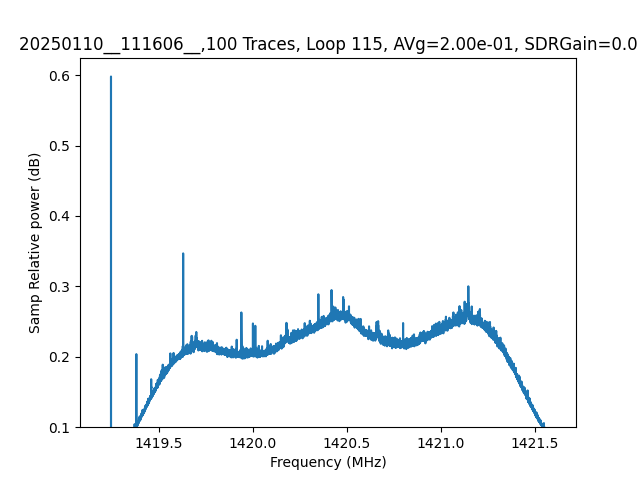 20250110__111606__,100 Traces, Loop 115, AVg=2.00e-01, SDRGain=0.0
Samp Relative power (dB)
0.6
0.5
0.4
0.3
0.2
0.1
1419.5 1420.0 1420.5 1421.0 1421.5
Frequency (MHz)